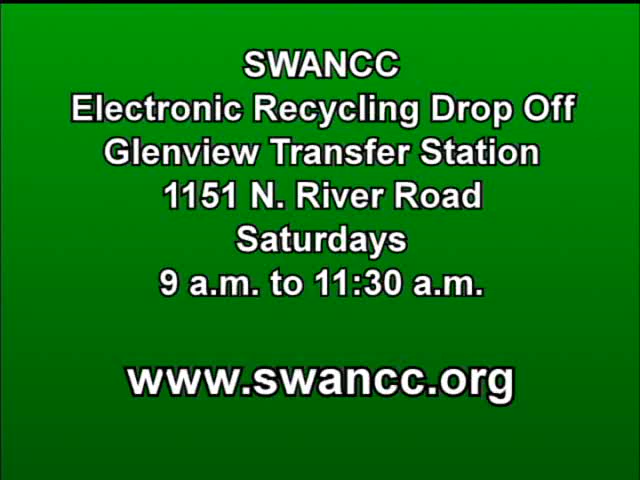 SWANCC
Electronic Recycling Drop Off
Glenview Transfer Station
1151 N. River Road
Saturdays
9 a.m. to 11:30 a.m.
www.swancc.org